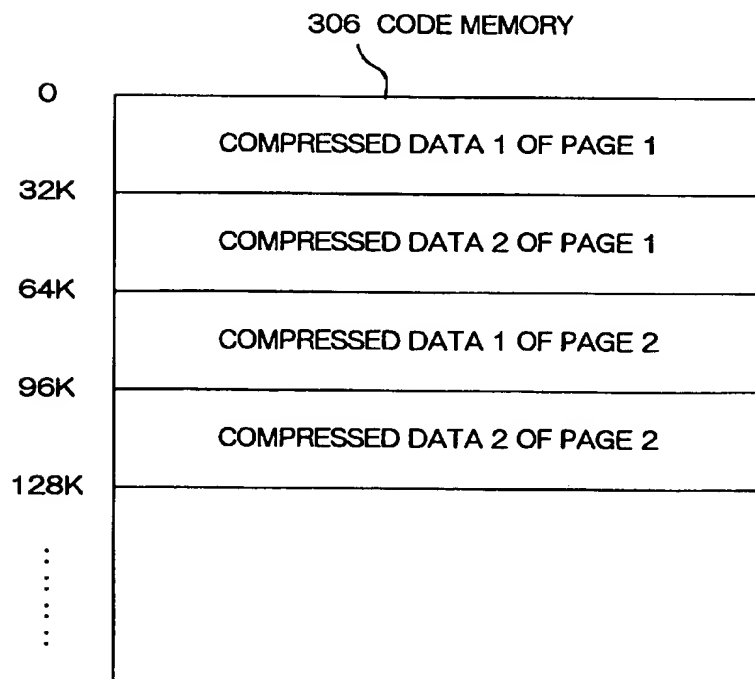 306 CODE MEMORY
0
COMPRESSED DATA 1 OF PAGE 1
32K
COMPRESSED DATA 2 OF PAGE 1
64K
COMPRESSED DATA 1 OF PAGE 2
96K
COMPRESSED DATA 2 OF PAGE 2
128K